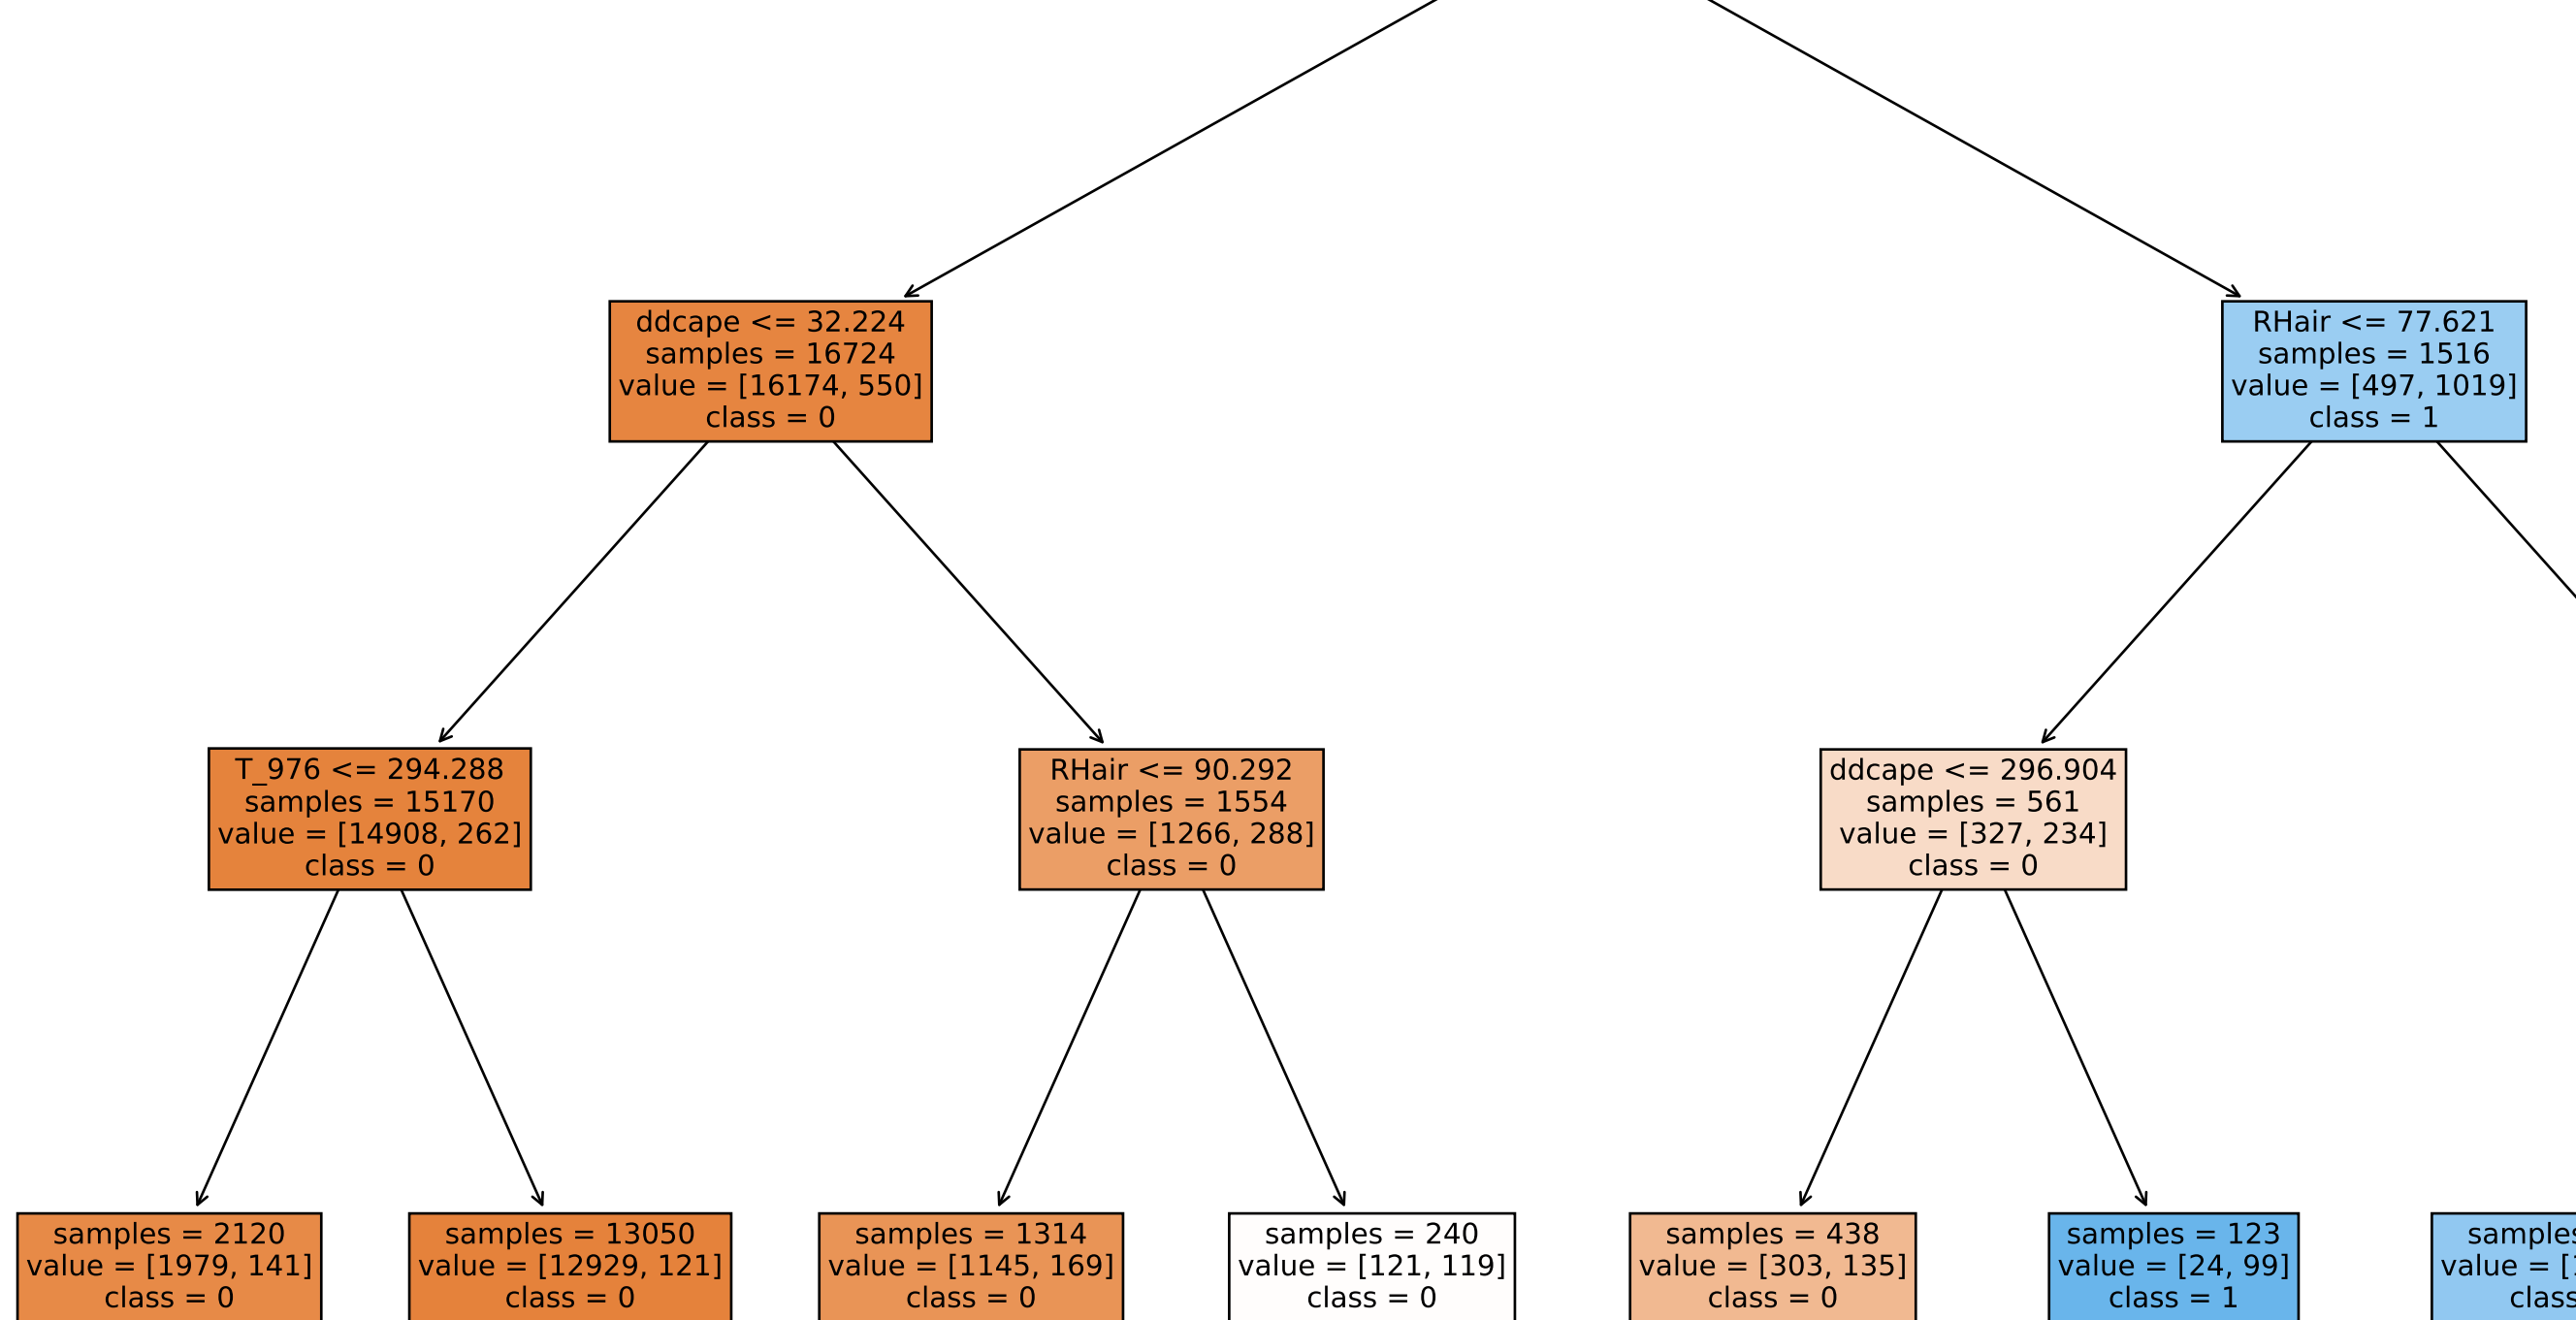 ddcape <= 32.224
samples = 16724
value = [16174, 550]
class = 0
RHair <= 77.621
samples = 1516
value = [497, 1019]
class = 1
T_976 <= 294.288
samples = 15170
value = [14908, 262]
class = 0
RHair <= 90.292
samples = 1554
value = [1266, 288]
class = 0
ddcape <= 296.904
samples = 561
value = [327, 234]
class = 0
samples = 2120
value = [1979, 141]
class = 0
samples = 13050
value = [12929, 121]
class = 0
samples = 1314
value = [1145, 169]
class = 0
samples = 240
value = [121, 119]
class = 0
samples = 438
value = [303, 135]
class = 0
samples = 123
value = [24, 99]
class = 1
samples
value = [
class